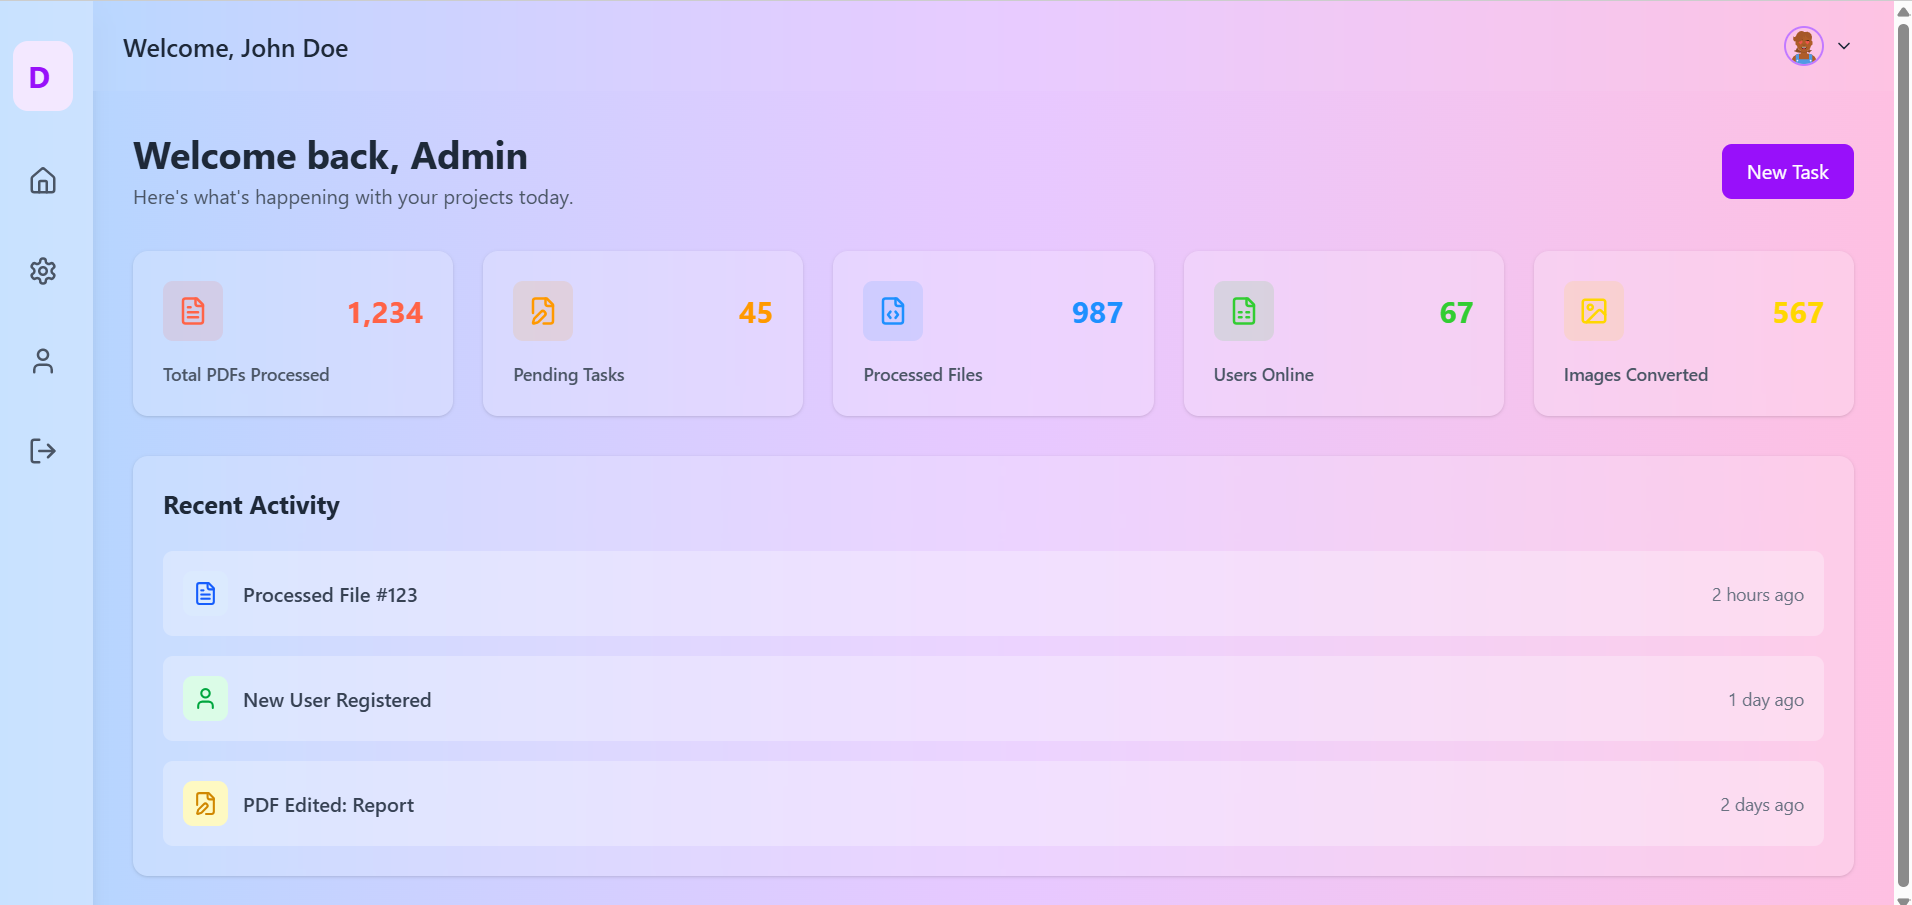 D
Welcome, John Doe
Welcome back, Admin
Here's what's happening with your projects today.
New Task
1,234
Total PDFs Processed
45
Pending Tasks
987
Processed Files
67
Users Online
567
Images Converted
Recent Activity
Processed File #123
2 hours ago
New User Registered
1 day ago
PDF Edited: Report
2 days ago